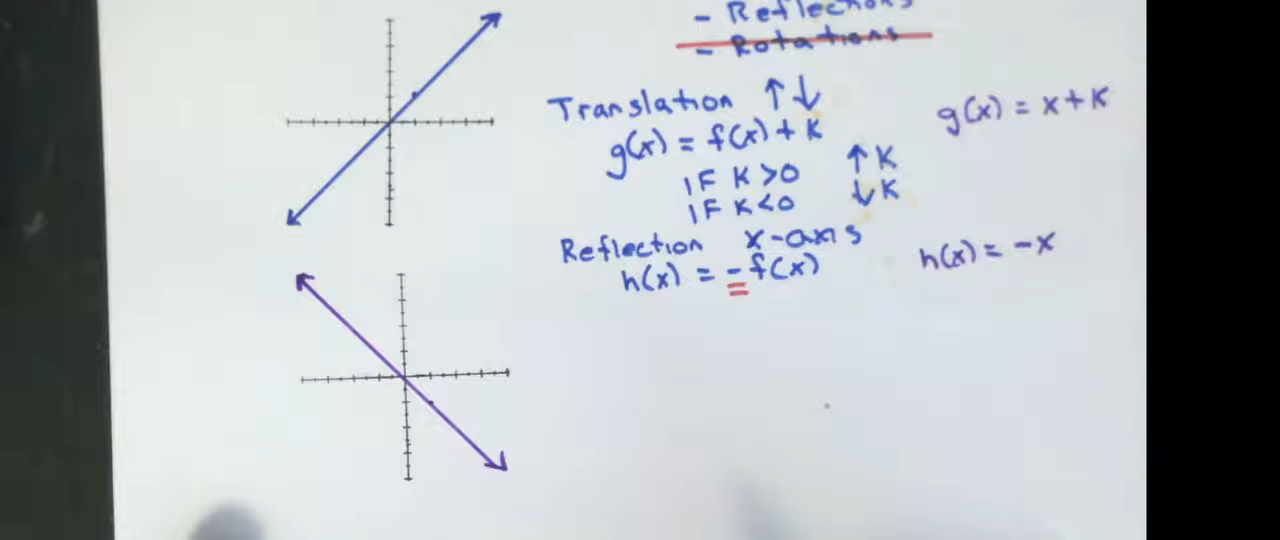 - Reflections
- Rotations
Translation ↑↓
g(x) = f(x) + K
g(x) = x + K
IF K > 0 ↑K
IF K < 0 ↓K
Reflection x-axis
h(x) = -f(x)
h(x) = -x